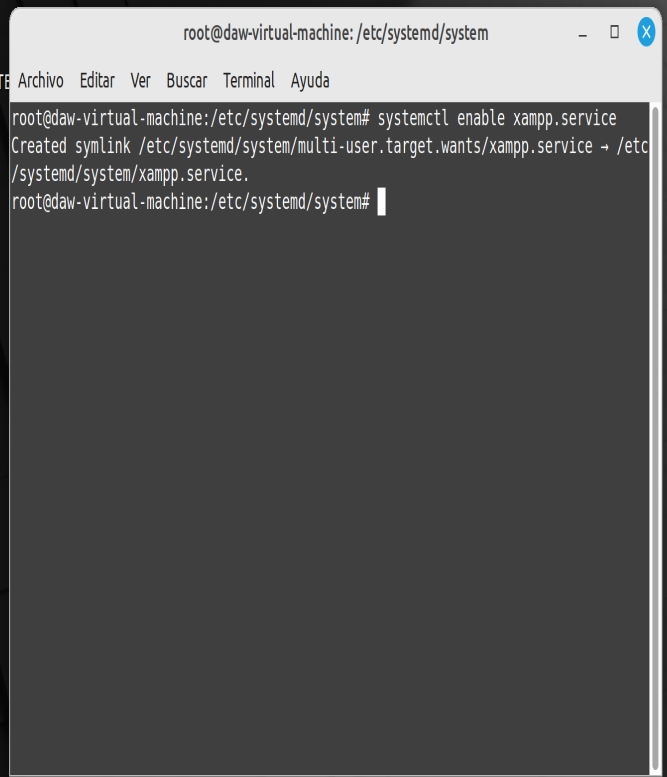 root@daw-virtual-machine: /etc/systemd/system
Archivo Editar Ver Buscar Terminal Ayuda
root@daw-virtual-machine:/etc/systemd/system# systemctl enable xampp.service
Created symlink /etc/systemd/system/multi-user.target.wants/xampp.service → /etc
/systemd/system/xampp.service.
root@daw-virtual-machine:/etc/systemd/system#